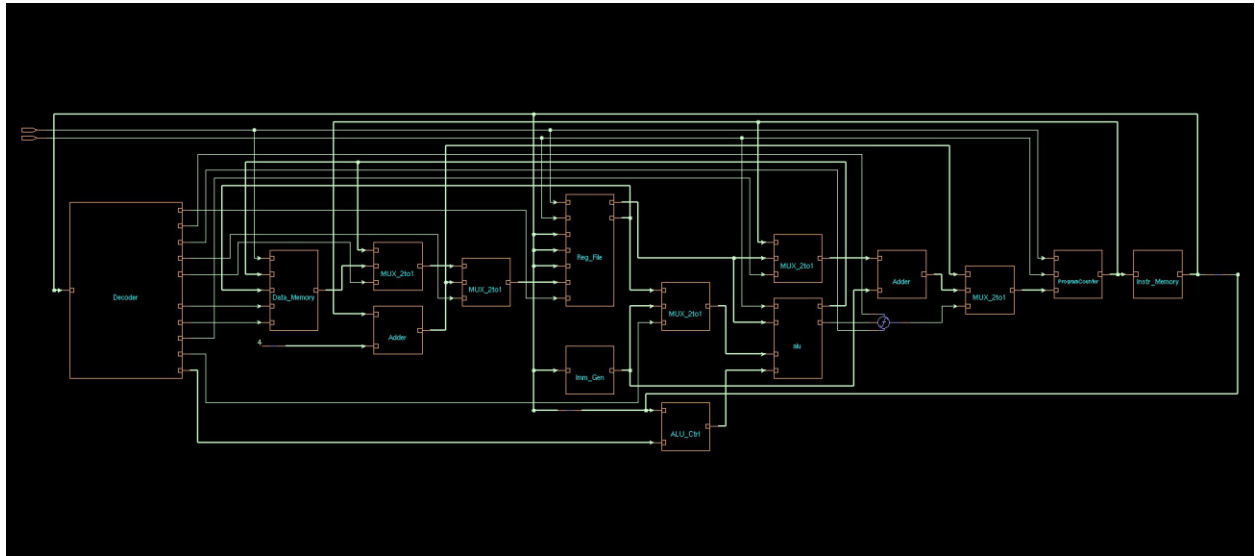 Decoder
Data_Memory
MUX_2to1
4
Adder
MUX_2to1
Reg_File
Imm_Gen
MUX_2to1
ALU_Ctrl
MUX_2to1
alu
Adder
MUX_2to1
ProgramCounter
Instr_Memory